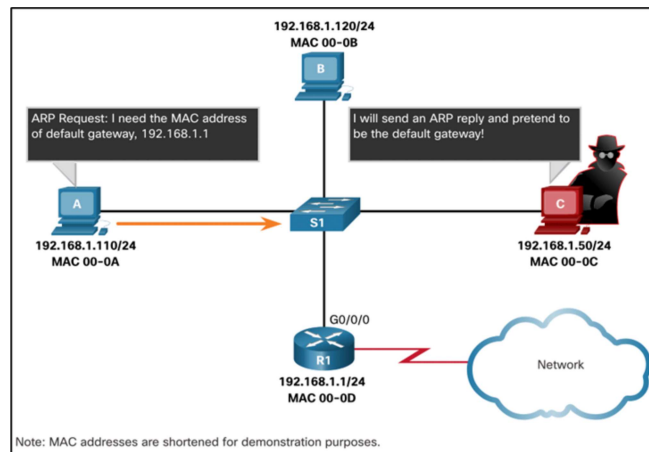 192.168.1.120/24
MAC 00-0B
B
ARP Request: I need the MAC address
of default gateway, 192.168.1.1
I will send an ARP reply and pretend to
be the default gateway!
A
S1
C
192.168.1.110/24
MAC 00-0A
192.168.1.50/24
MAC 00-0C
G0/0/0
R1
Network
192.168.1.1/24
MAC 00-0D
Note: MAC addresses are shortened for demonstration purposes.